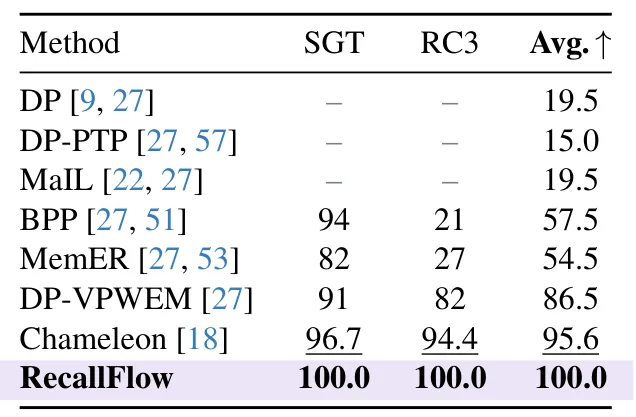 Method SGT RC3 Avg. ↑
DP [9, 27] – – 19.5
DP-PTP [27, 57] – – 15.0
MaIL [22, 27] – – 19.5
BPP [27, 51] 94 21 57.5
MemER [27, 53] 82 27 54.5
DP-VPWEM [27] 91 82 86.5
Chameleon [18] 96.7 94.4 95.6
RecallFlow 100.0 100.0 100.0